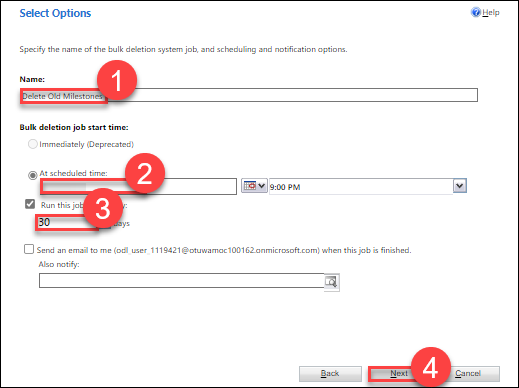 Select Options
Help
Specify the name of the bulk deletion system job, and scheduling and notification options.
Name:
1
Delete Old Milestones
Bulk deletion job start time:
Immediately (Deprecated)
At scheduled time:
2
9:00 PM
Run this job
3
30
days
Send an email to me (odl_user_1119421@otuwamoc100162.onmicrosoft.com) when this job is finished.
Also notify:
Back
Next
4
Cancel